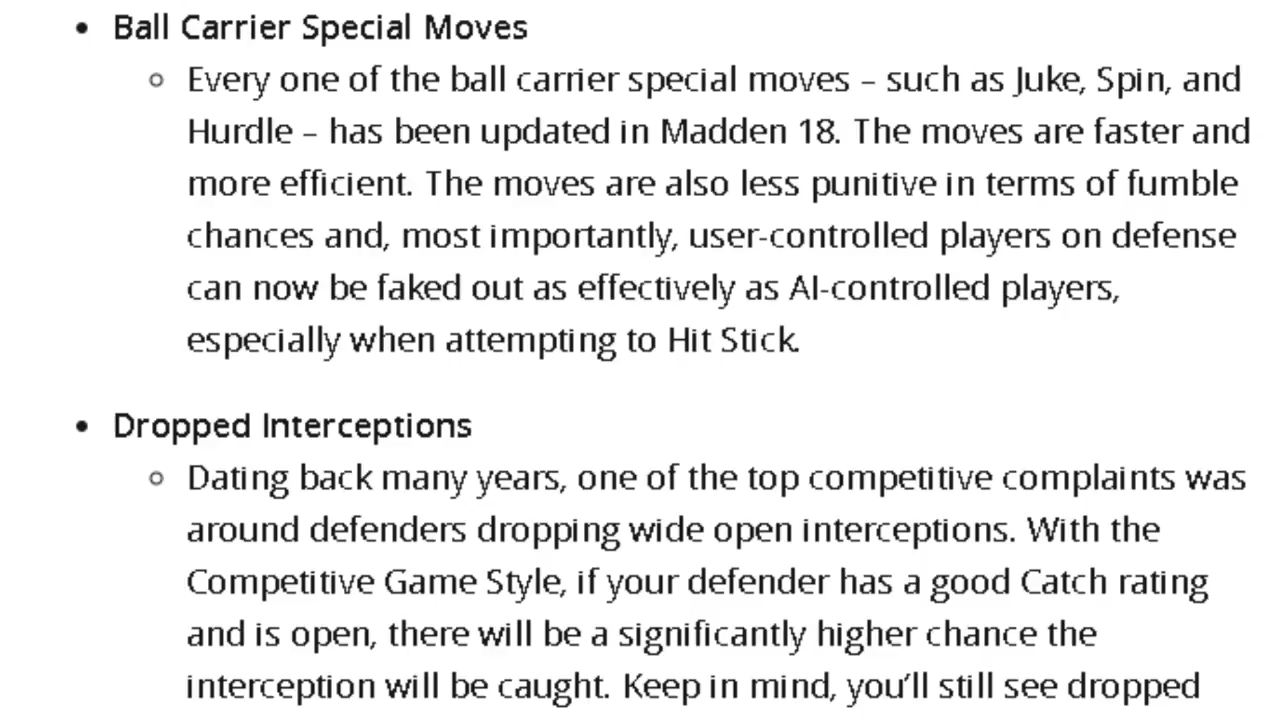 • Ball Carrier Special Moves
◦ Every one of the ball carrier special moves – such as Juke, Spin, and
Hurdle – has been updated in Madden 18. The moves are faster and
more efficient. The moves are also less punitive in terms of fumble
chances and, most importantly, user-controlled players on defense
can now be faked out as effectively as AI-controlled players,
especially when attempting to Hit Stick.
• Dropped Interceptions
◦ Dating back many years, one of the top competitive complaints was
around defenders dropping wide open interceptions. With the
Competitive Game Style, if your defender has a good Catch rating
and is open, there will be a significantly higher chance the
interception will be caught. Keep in mind, you’ll still see dropped